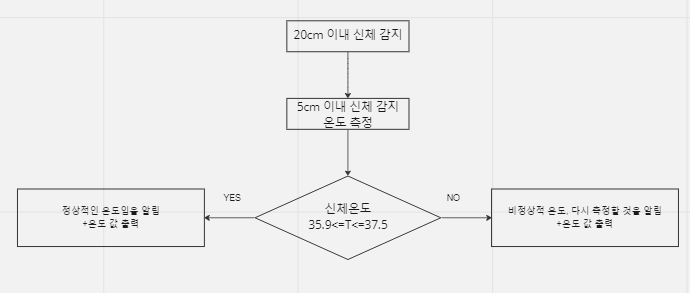 20cm 이내 신체 감지
5cm 이내 신체 감지
온도 측정
YES
NO
신체온도
35.9<=T<=37.5
정상적인 온도임을 알림
+온도 값 출력
비정상적 온도, 다시 측정할 것을 알림
+온도 값 출력